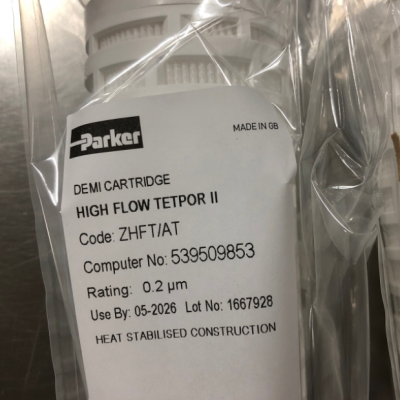 Parker
MADE IN GB
DEMI CARTRIDGE
HIGH FLOW TETPOR II
Code: ZHFT/AT
Computer No: 539509853
Rating: 0.2 µm
Use By: 05-2026 Lot No: 1667928
HEAT STABILISED CONSTRUCTION